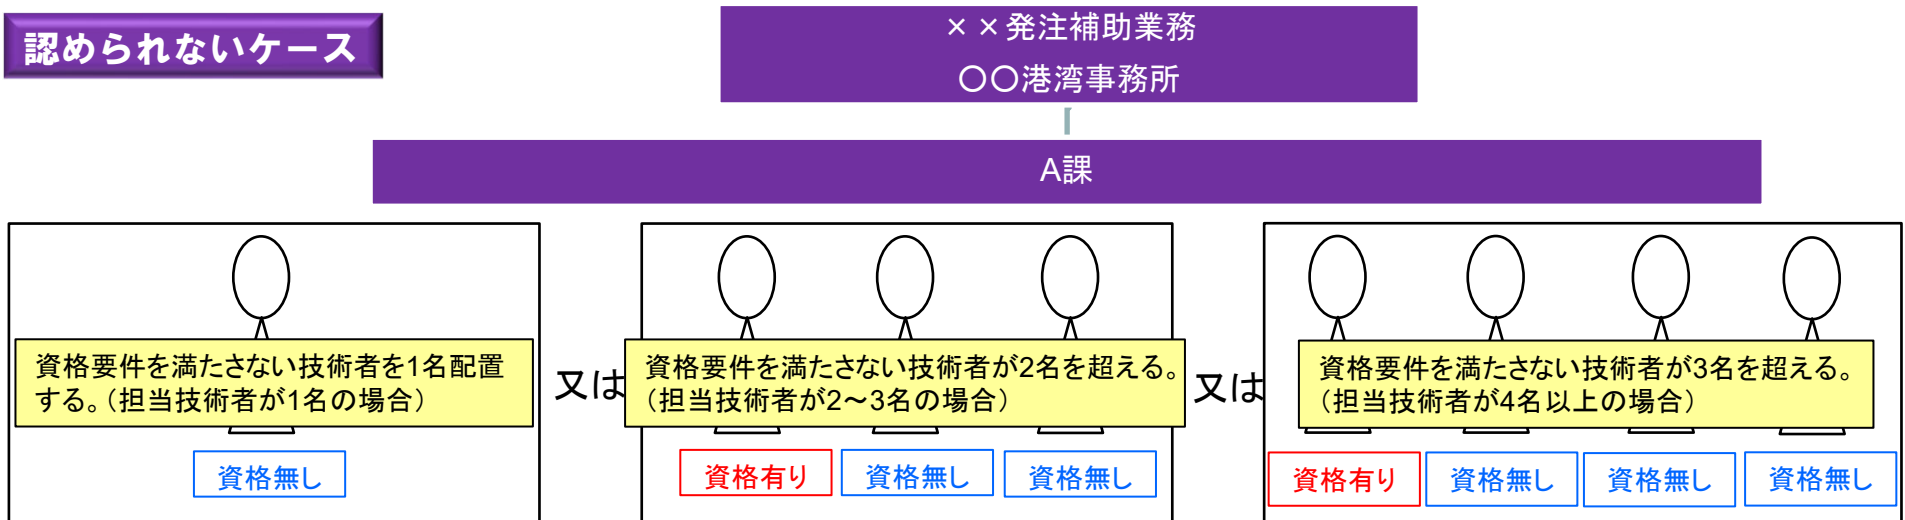 認められないケース
××発注補助業務
〇〇港湾事務所
A課
資格要件を満たさない技術者を1名配置
する。（担当技術者が1名の場合）
資格無し
又は
資格要件を満たさない技術者が2名を超える。
（担当技術者が2～3名の場合）
資格有り
資格無し
資格無し
又は
資格要件を満たさない技術者が3名を超える。
（担当技術者が4名以上の場合）
資格有り
資格無し
資格無し
資格無し